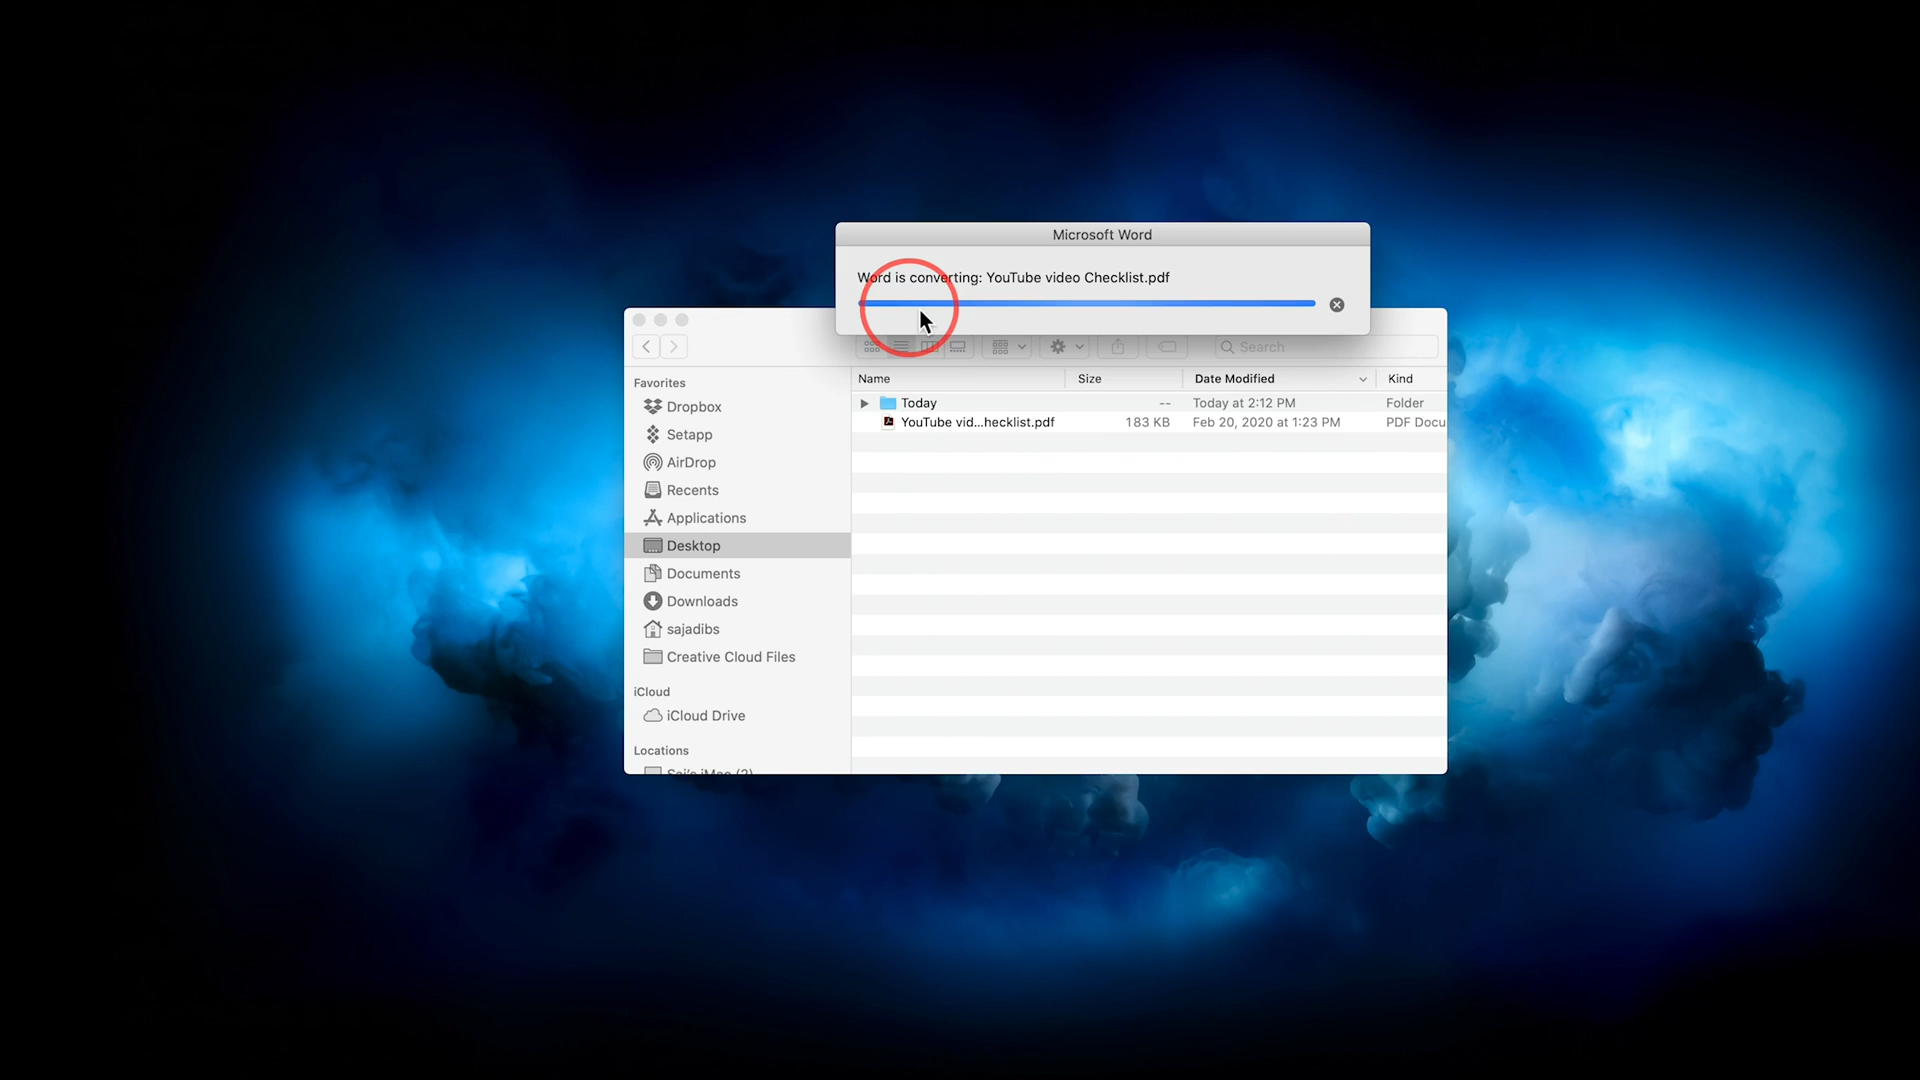 Microsoft Word
Word is converting: YouTube video Checklist.pdf
Search
Favorites
Dropbox
Setapp
AirDrop
Recents
Applications
Desktop
Documents
Downloads
sajadibs
Creative Cloud Files
iCloud
iCloud Drive
Locations
Name Size Date Modified Kind
Today -- Today at 2:12 PM Folder
YouTube vid...hecklist.pdf 183 KB Feb 20, 2020 at 1:23 PM PDF Docu